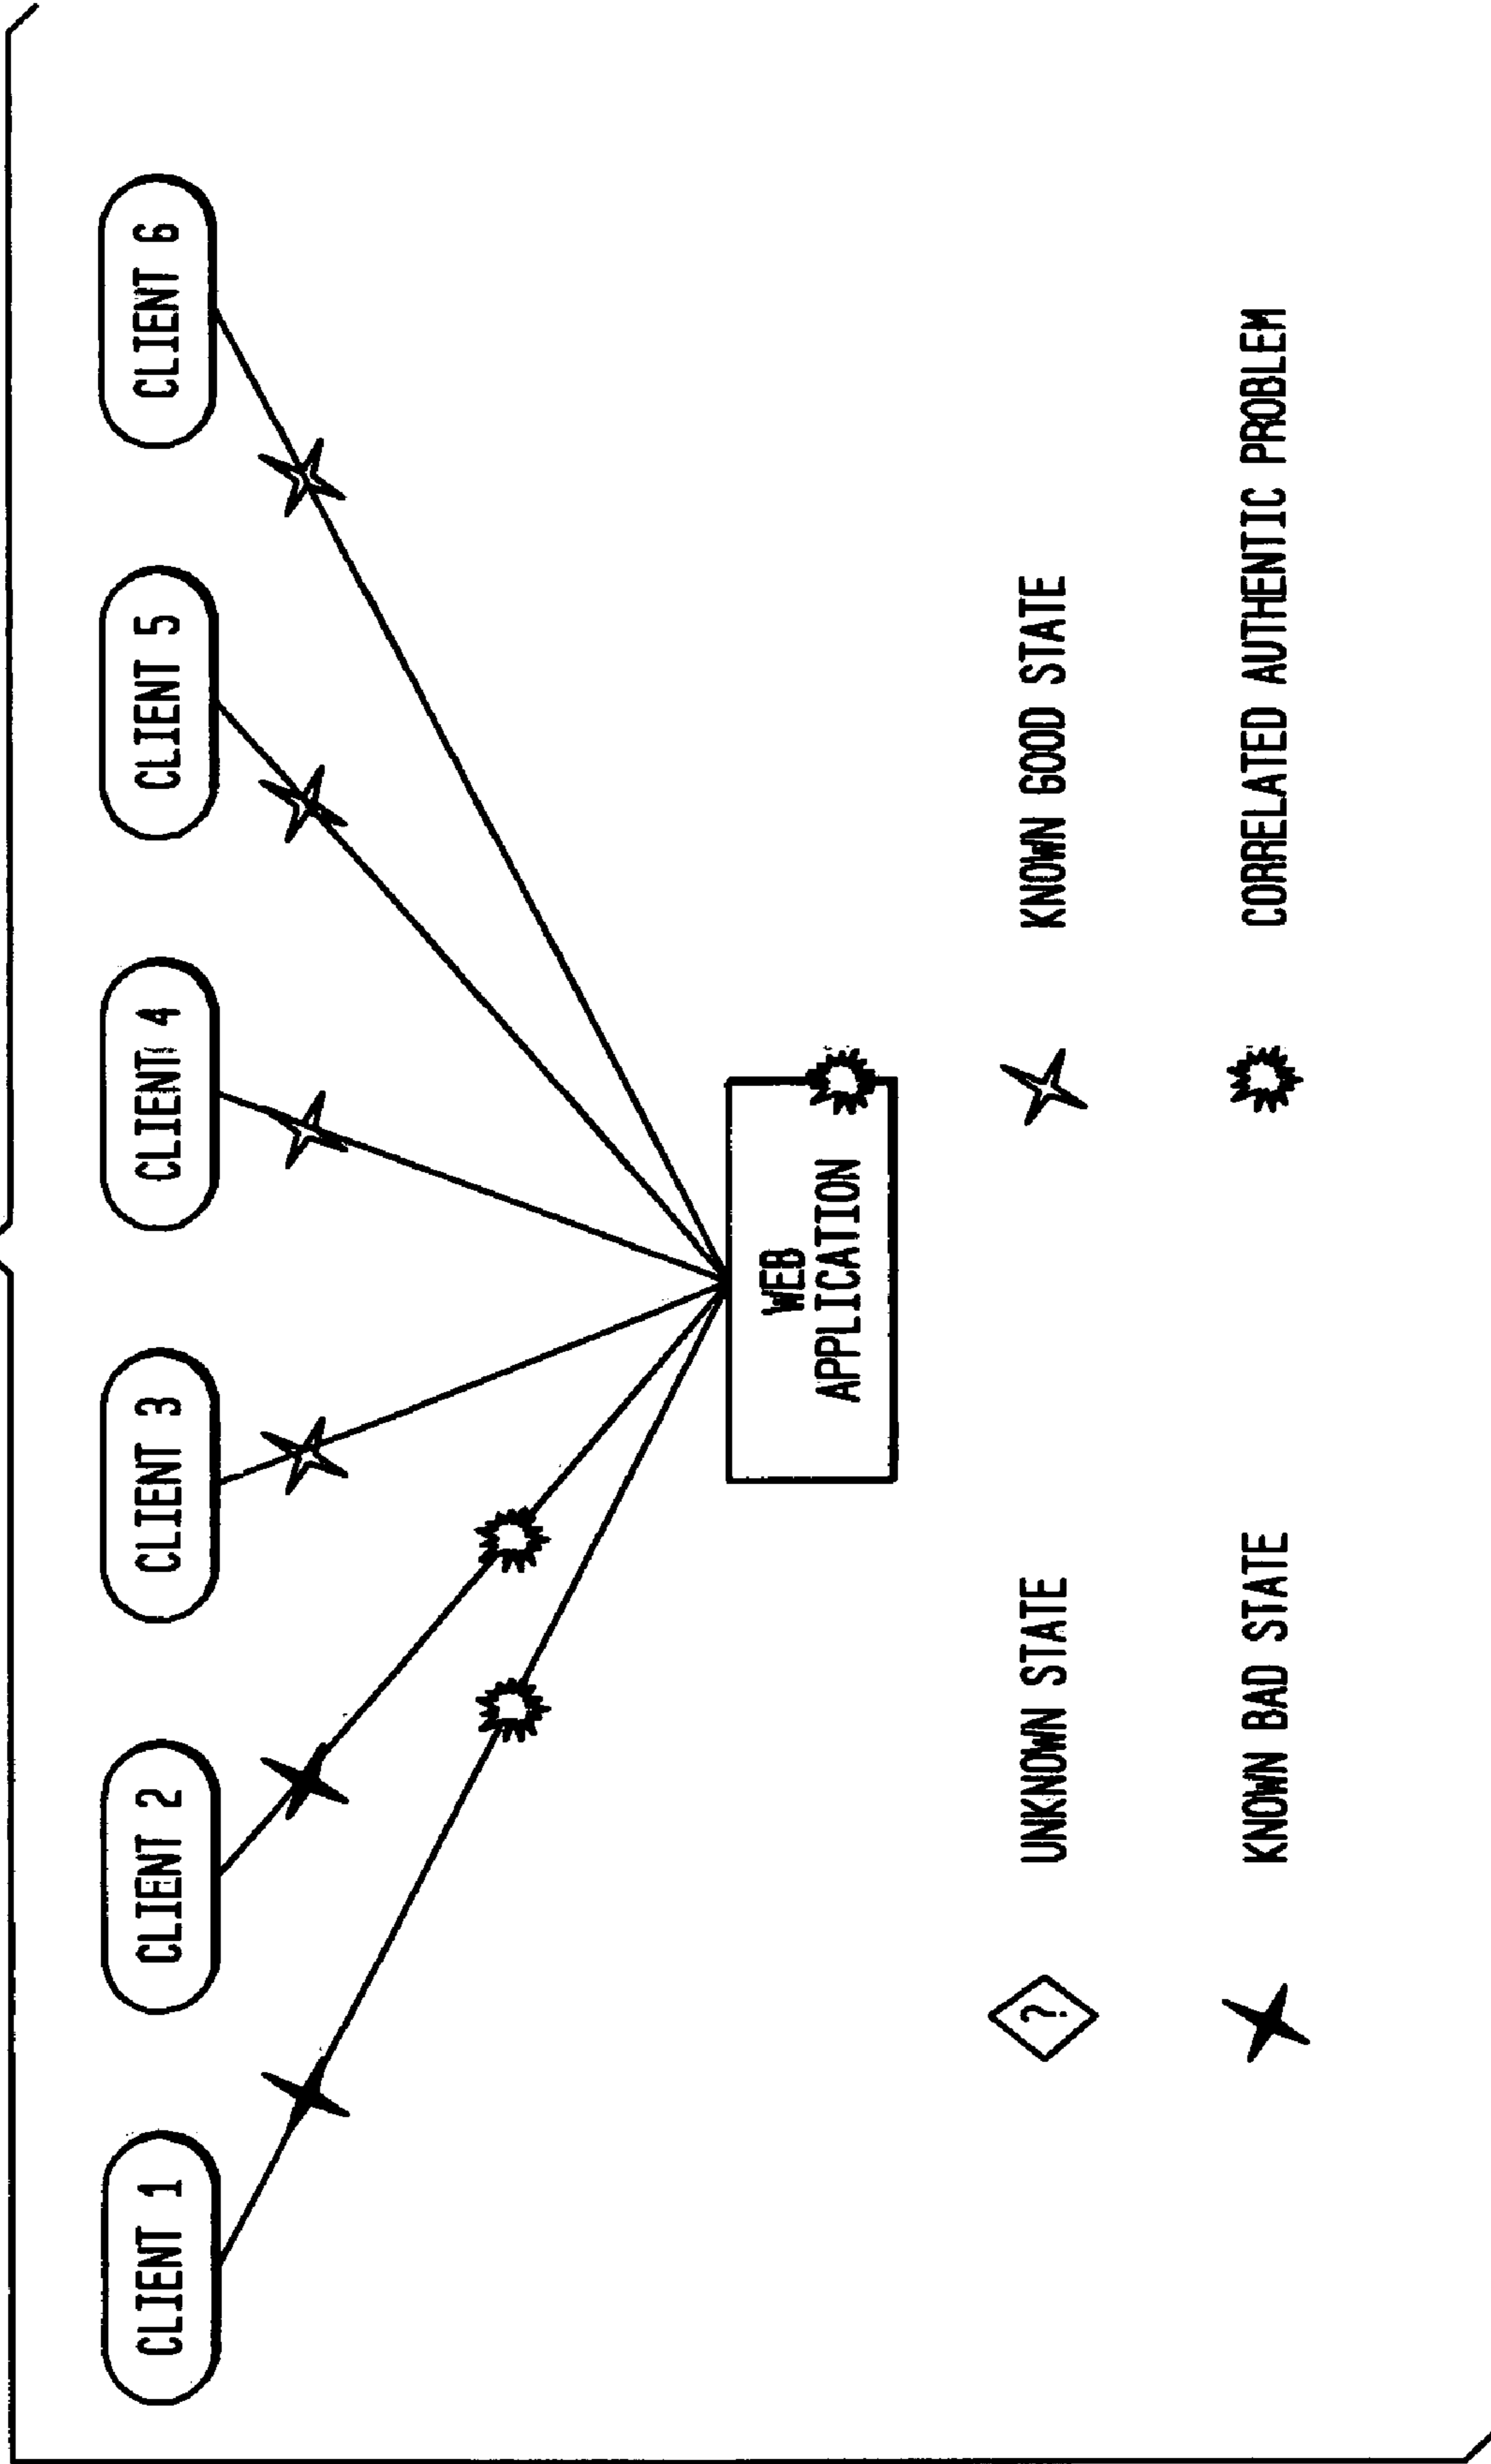 CLIENT 1
CLIENT 2
CLIENT 3
CLIENT 4
CLIENT 5
CLIENT 6
WEB
APPLICATION
?
UNKNOWN STATE
KNOWN GOOD STATE
KNOWN BAD STATE
CORRELATED AUTHENTIC PROBLEM